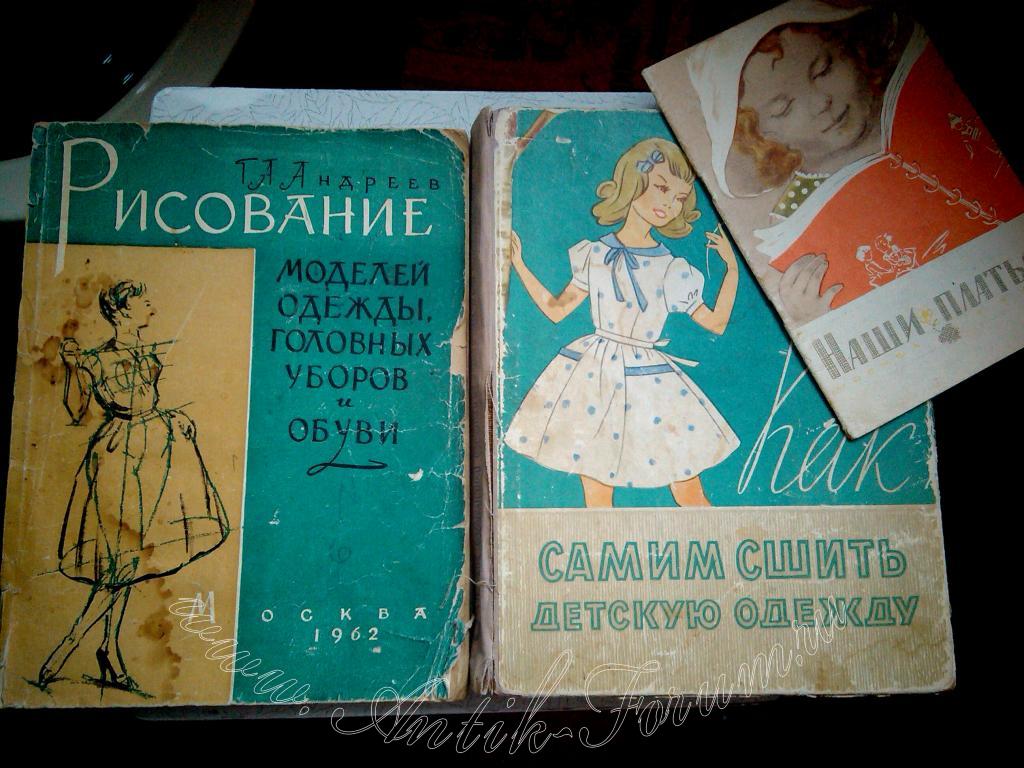 Г. А. Андреев
Рисование
моделей
одежды,
головных
уборов
и
обуви
Москва
1962
Как
самим сшить
детскую одежду
Наши платья
www.Antik-Forum.ru